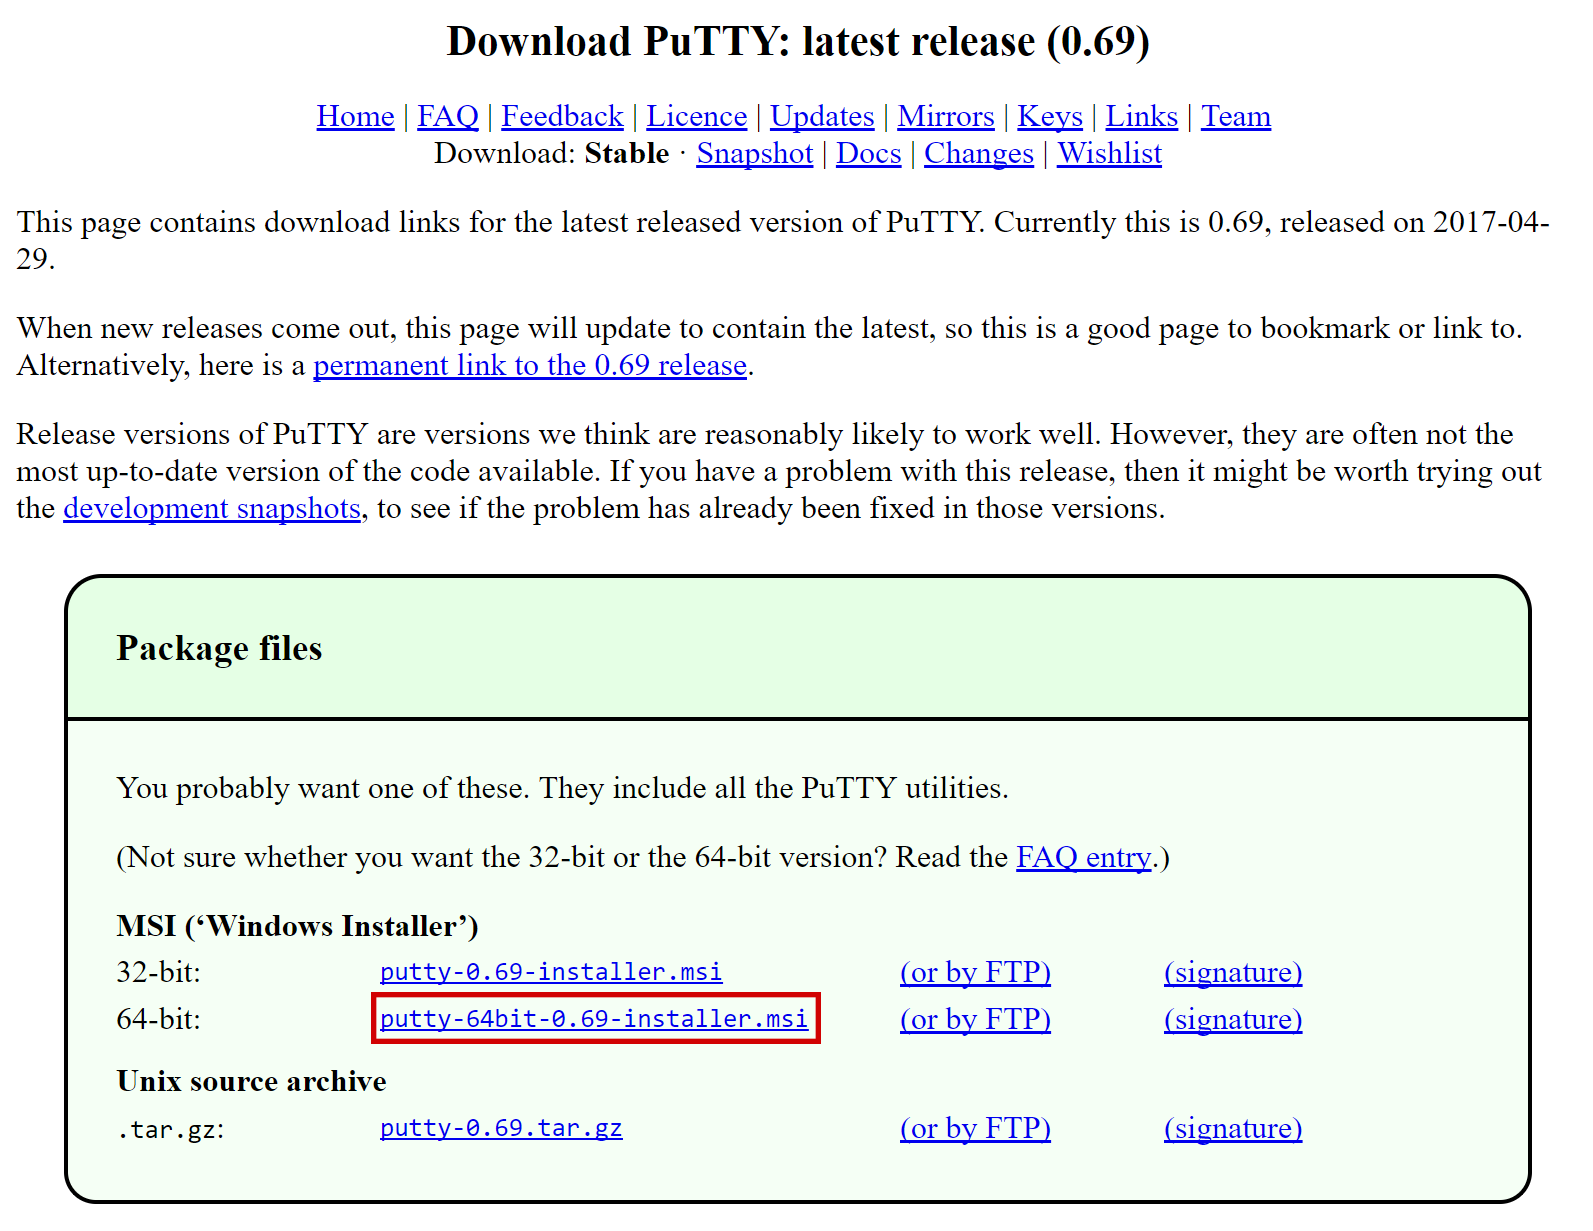 Download PuTTY: latest release (0.69)
Home | FAQ | Feedback | Licence | Updates | Mirrors | Keys | Links | Team
Download: Stable · Snapshot | Docs | Changes | Wishlist
This page contains download links for the latest released version of PuTTY. Currently this is 0.69, released on 2017-04-
29.
When new releases come out, this page will update to contain the latest, so this is a good page to bookmark or link to.
Alternatively, here is a permanent link to the 0.69 release.
Release versions of PuTTY are versions we think are reasonably likely to work well. However, they are often not the
most up-to-date version of the code available. If you have a problem with this release, then it might be worth trying out
the development snapshots, to see if the problem has already been fixed in those versions.
Package files
You probably want one of these. They include all the PuTTY utilities.
(Not sure whether you want the 32-bit or the 64-bit version? Read the FAQ entry.)
MSI (‘Windows Installer’)
32-bit: putty-0.69-installer.msi (or by FTP) (signature)
64-bit: putty-64bit-0.69-installer.msi (or by FTP) (signature)
Unix source archive
.tar.gz: putty-0.69.tar.gz (or by FTP) (signature)